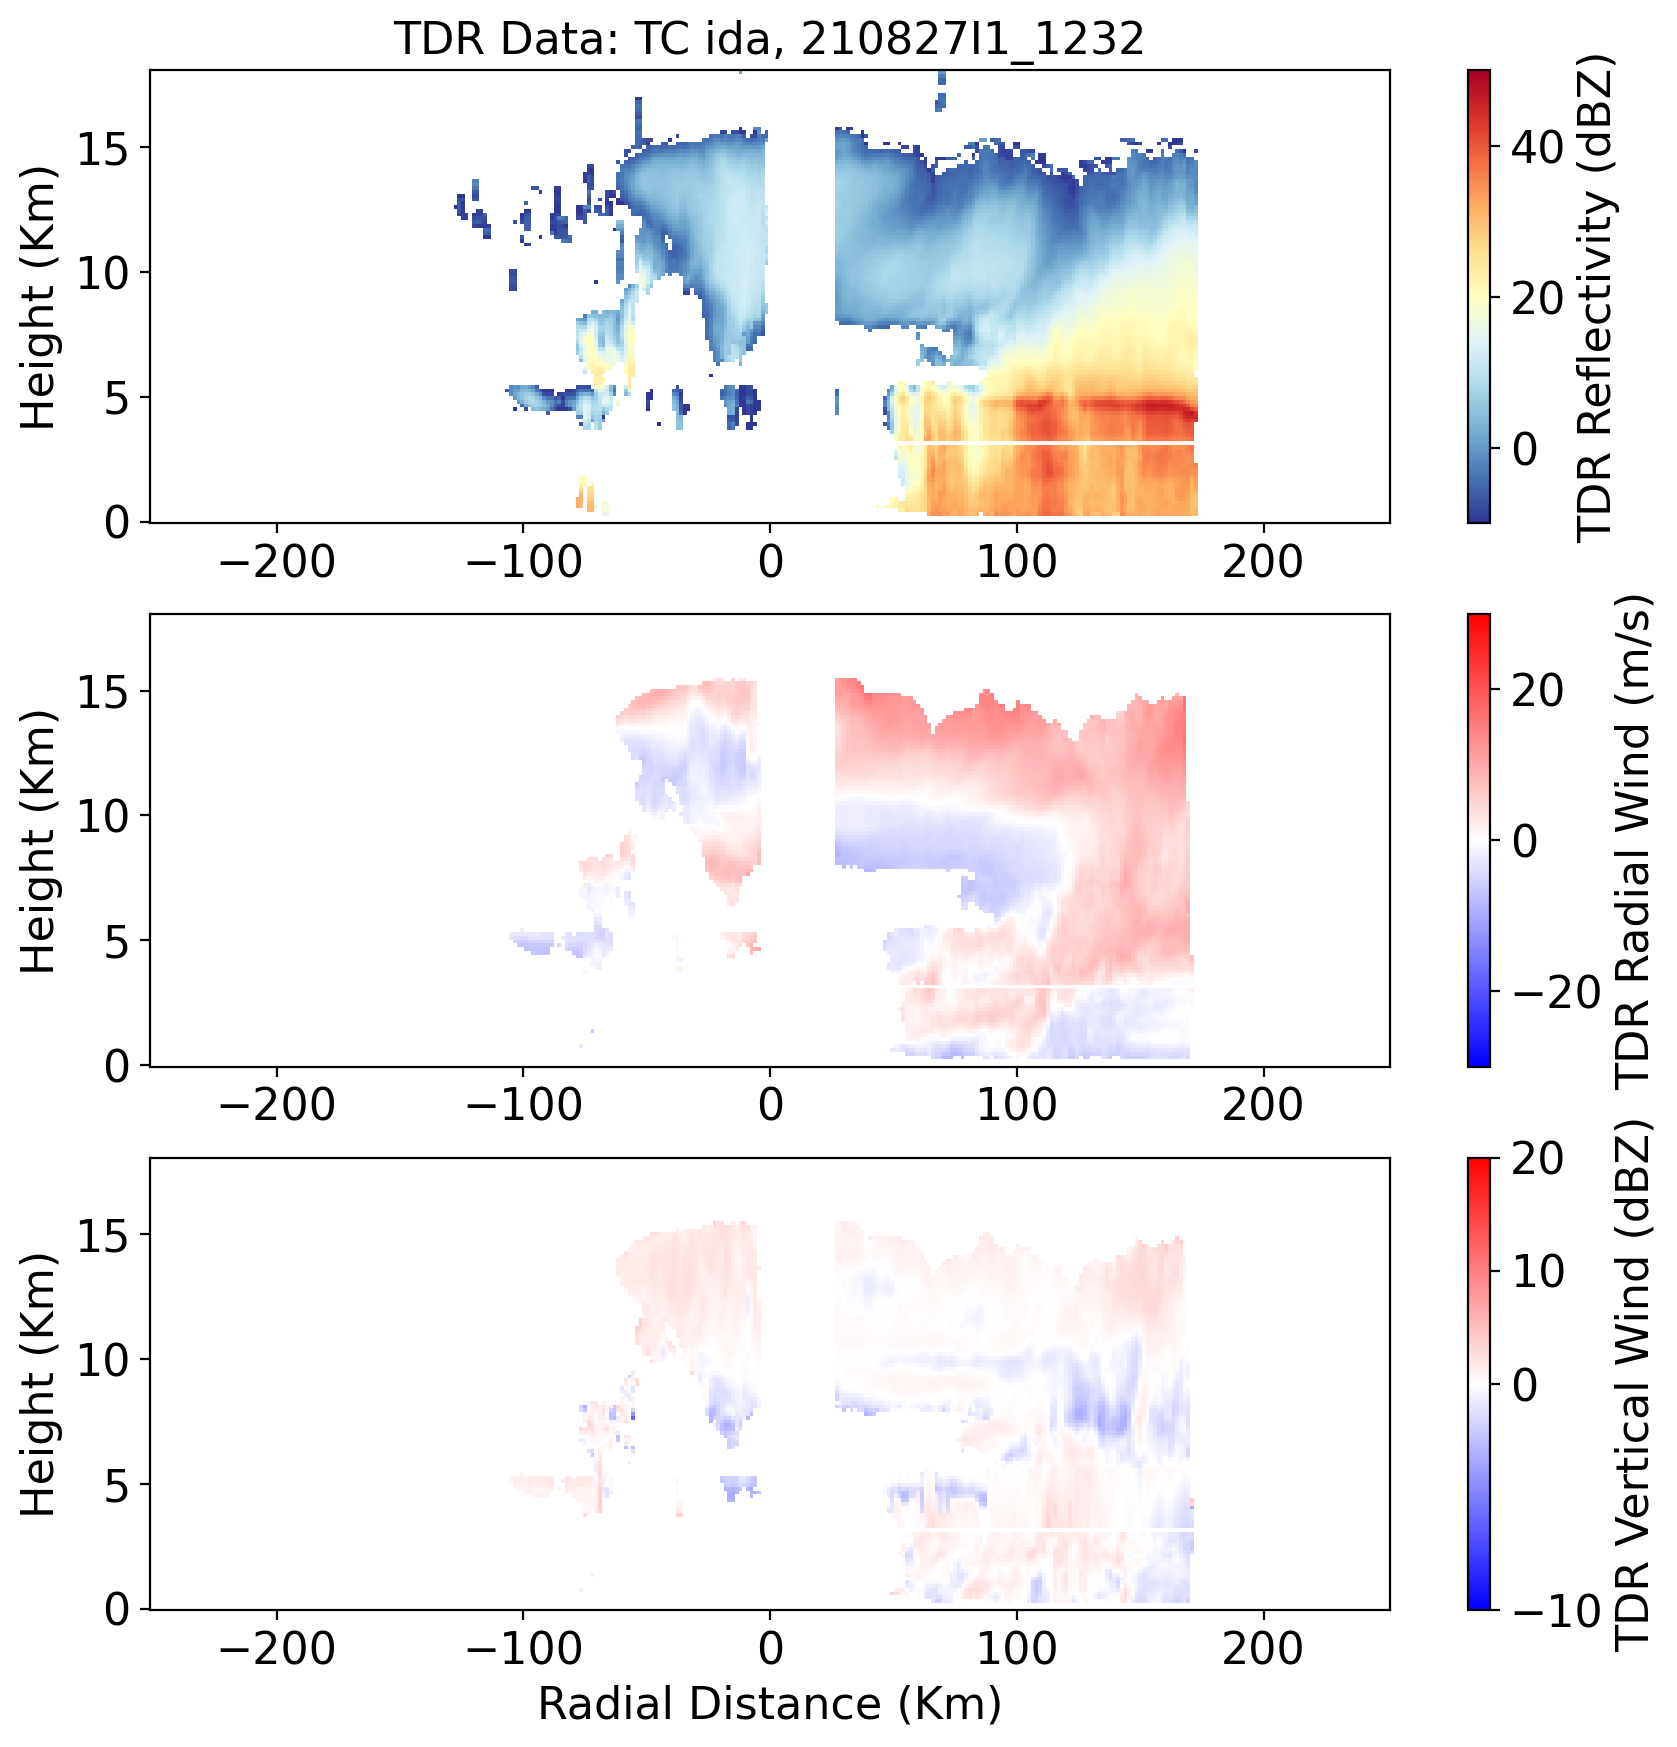 TDR Data: TC ida, 210827I1_1232
Height (Km)
15
10
5
0
−200 −100 0 100 200
40
20
0
TDR Reflectivity (dBZ)
Height (Km)
15
10
5
0
−200 −100 0 100 200
20
0
−20
TDR Radial Wind (m/s)
Height (Km)
15
10
5
0
−200 −100 0 100 200
Radial Distance (Km)
20
10
0
−10
TDR Vertical Wind (dBZ)